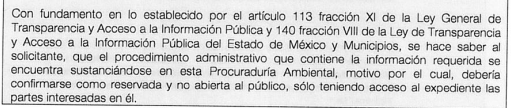 Con fundamento en lo establecido por el artículo 113 fracción XI de la Ley General de
Transparencia y Acceso a la Información Pública y 140 fracción VIII de la Ley de Transparencia
y Acceso a la Información Pública del Estado de México y Municipios, se hace saber al
solicitante, que el procedimiento administrativo que contiene la información requerida se
encuentra sustanciándose en esta Procuraduría Ambiental, motivo por el cual, debería
confirmarse como reservada y no abierta al público, sólo teniendo acceso al expediente las
partes interesadas en él.